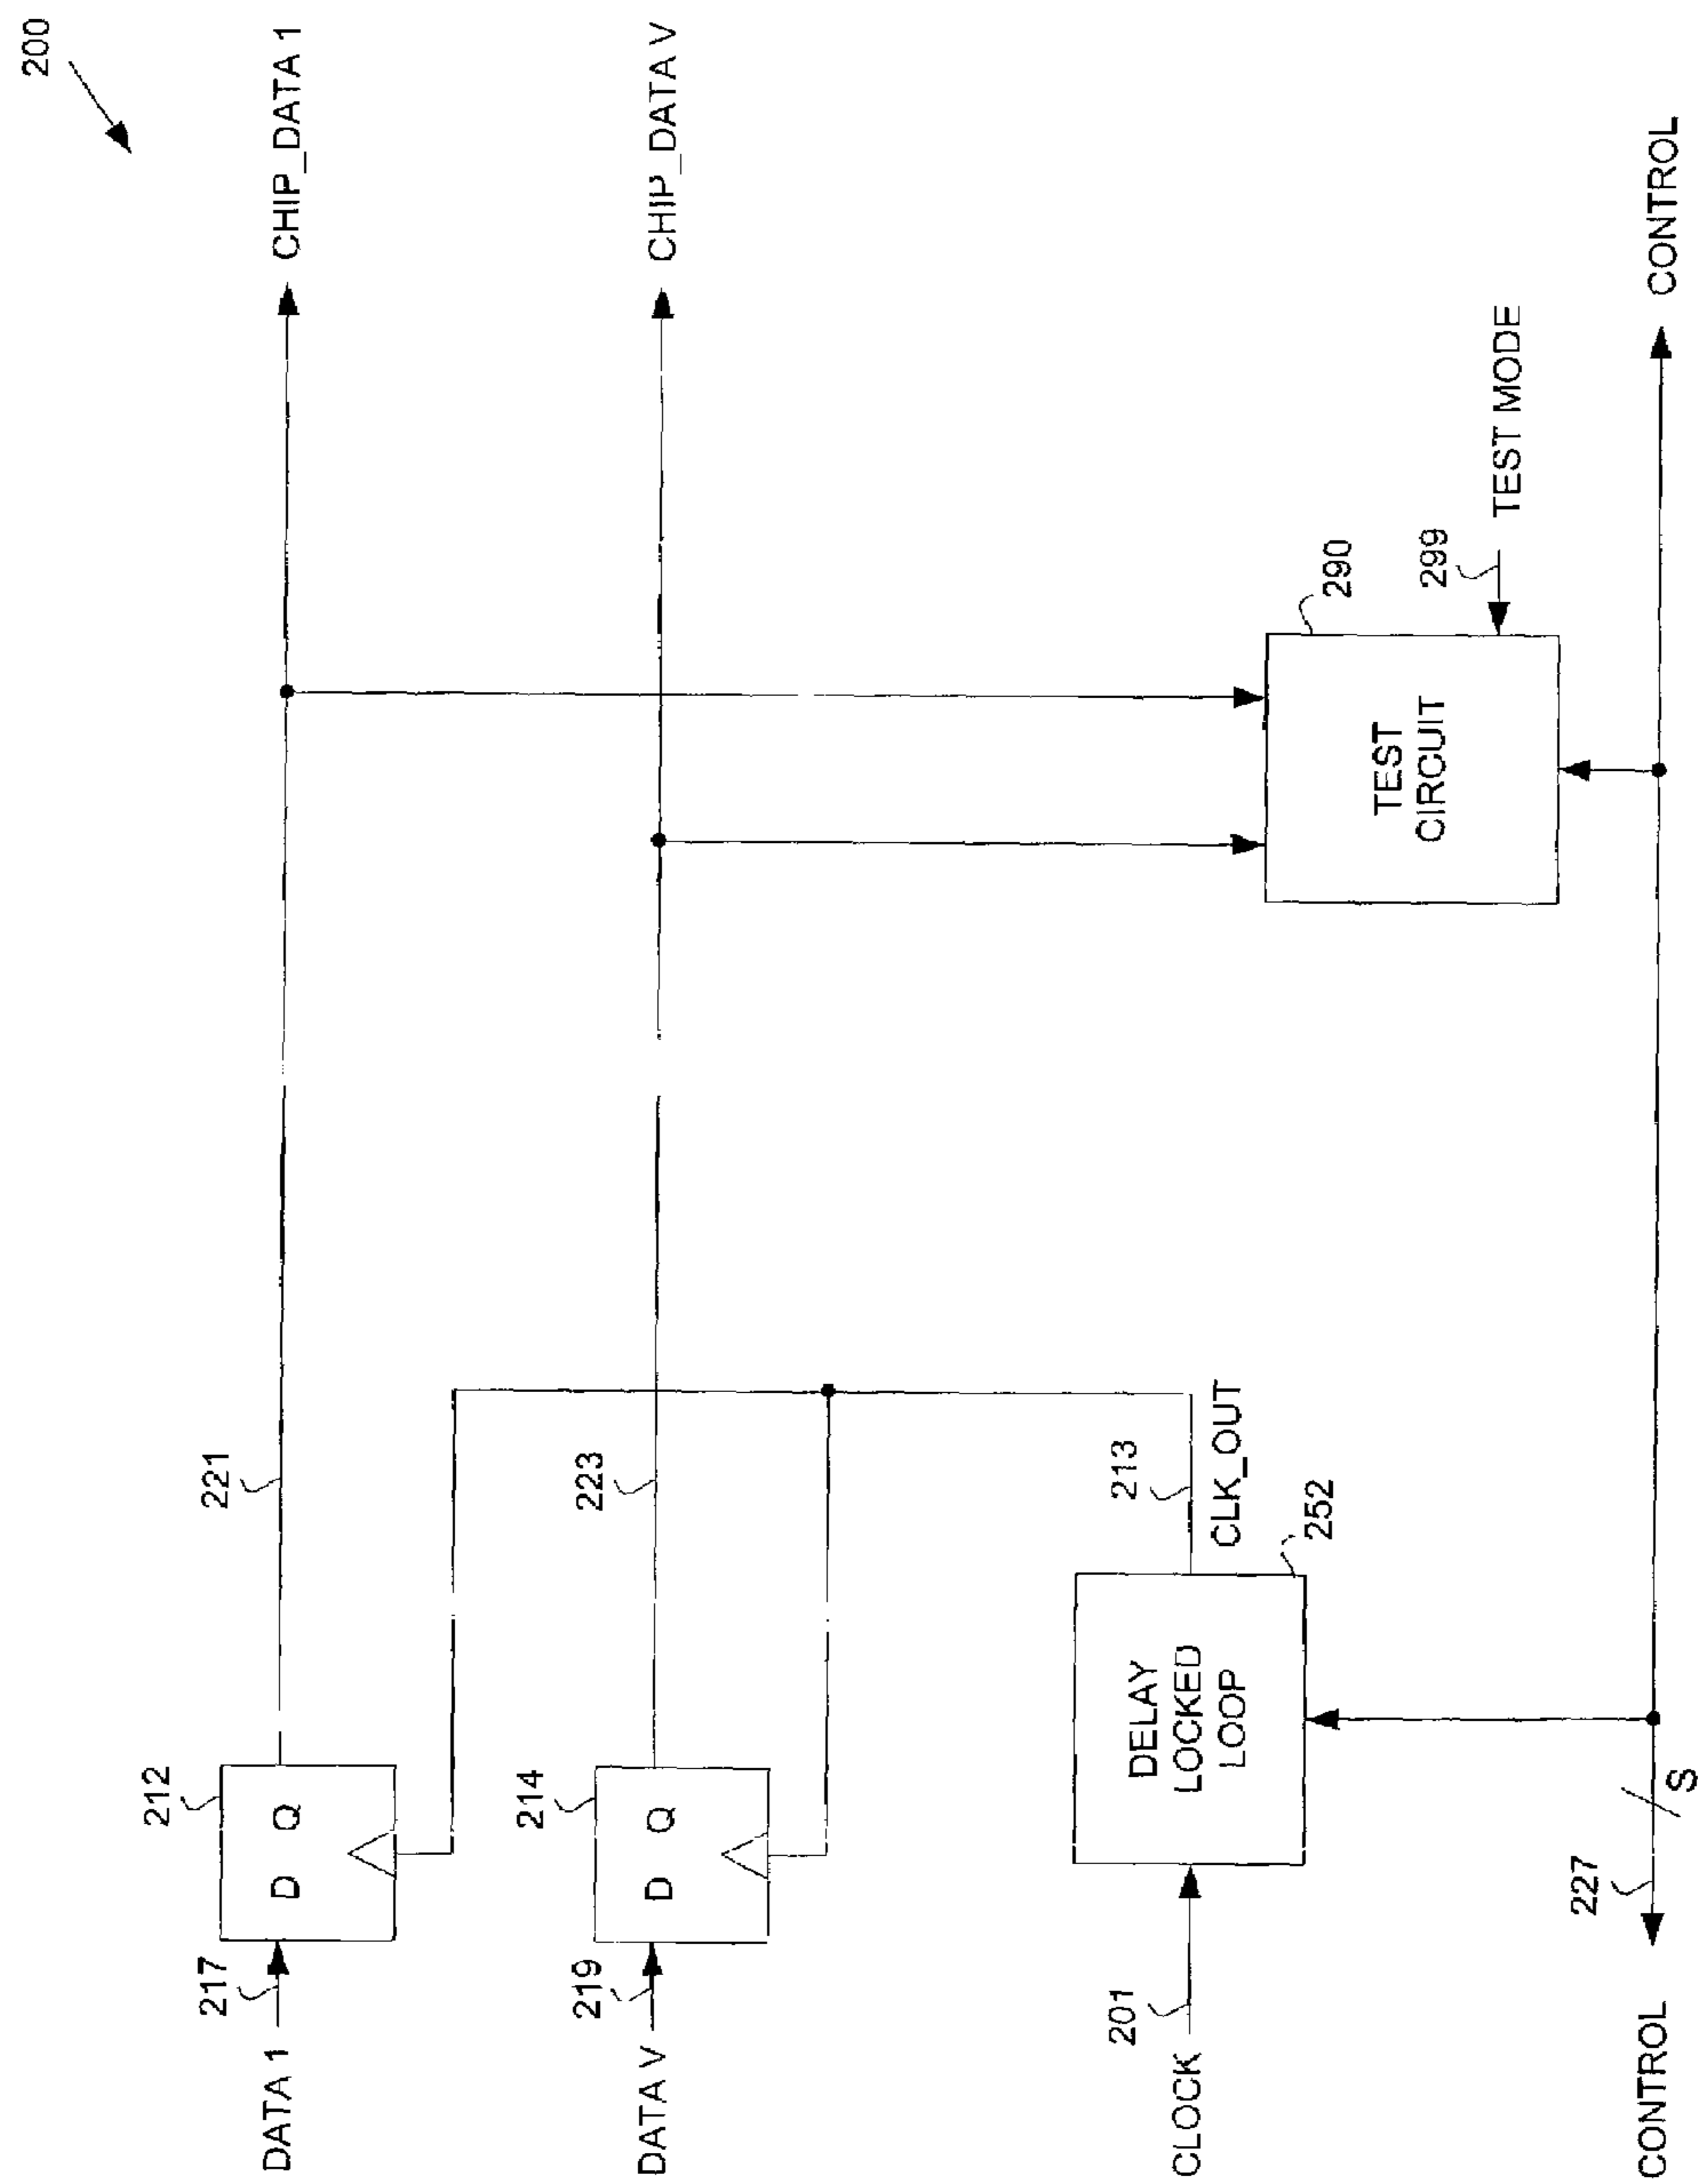 200
DATA 1
217
212
D Q
221
CHIP_DATA 1
DATA V
219
214
D Q
223
CHIP_DATA V
CLOCK
201
DELAY
LOCKED
LOOP
252
213
CLK_OUT
TEST
CIRCUIT
290
299
TEST MODE
CONTROL
227
S
CONTROL